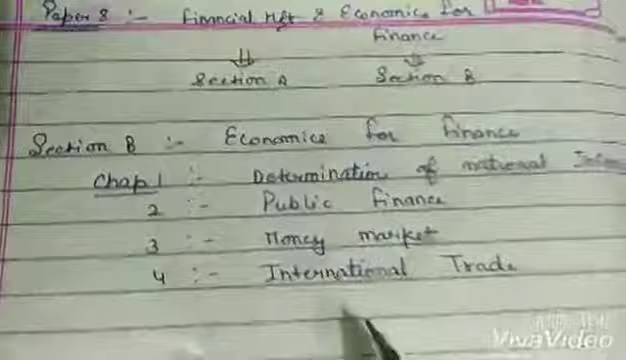 Paper 8 :- Financial Mgt & Economics for
Finance
Section A Section B
Section B :- Economics for Finance
Chap 1 :- Determination of national Incom
2 :- Public Finance
3 :- Money market
4 :- International Trade
VivaVideo